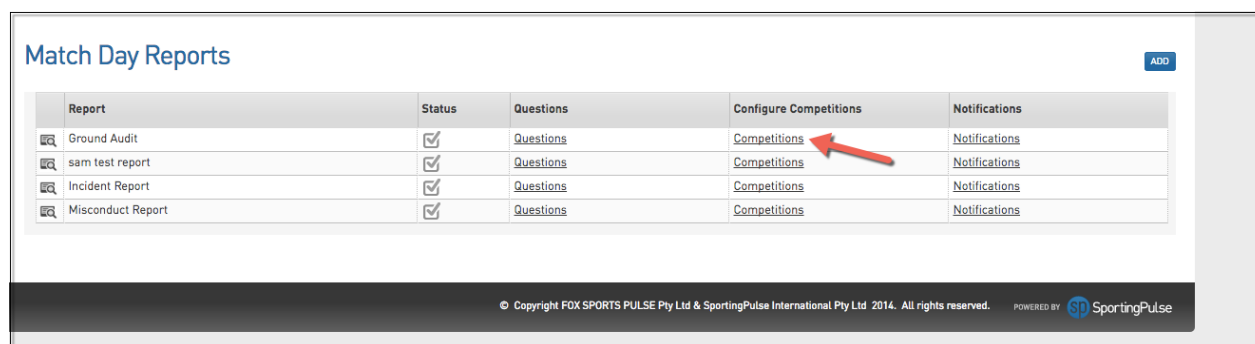 Match Day Reports
ADD
Report Status Questions Configure Competitions Notifications
Ground Audit Questions Competitions Notifications
sam test report Questions Competitions Notifications
Incident Report Questions Competitions Notifications
Misconduct Report Questions Competitions Notifications
© Copyright FOX SPORTS PULSE Pty Ltd & SportingPulse International Pty Ltd 2014. All rights reserved. POWERED BY SP SportingPulse